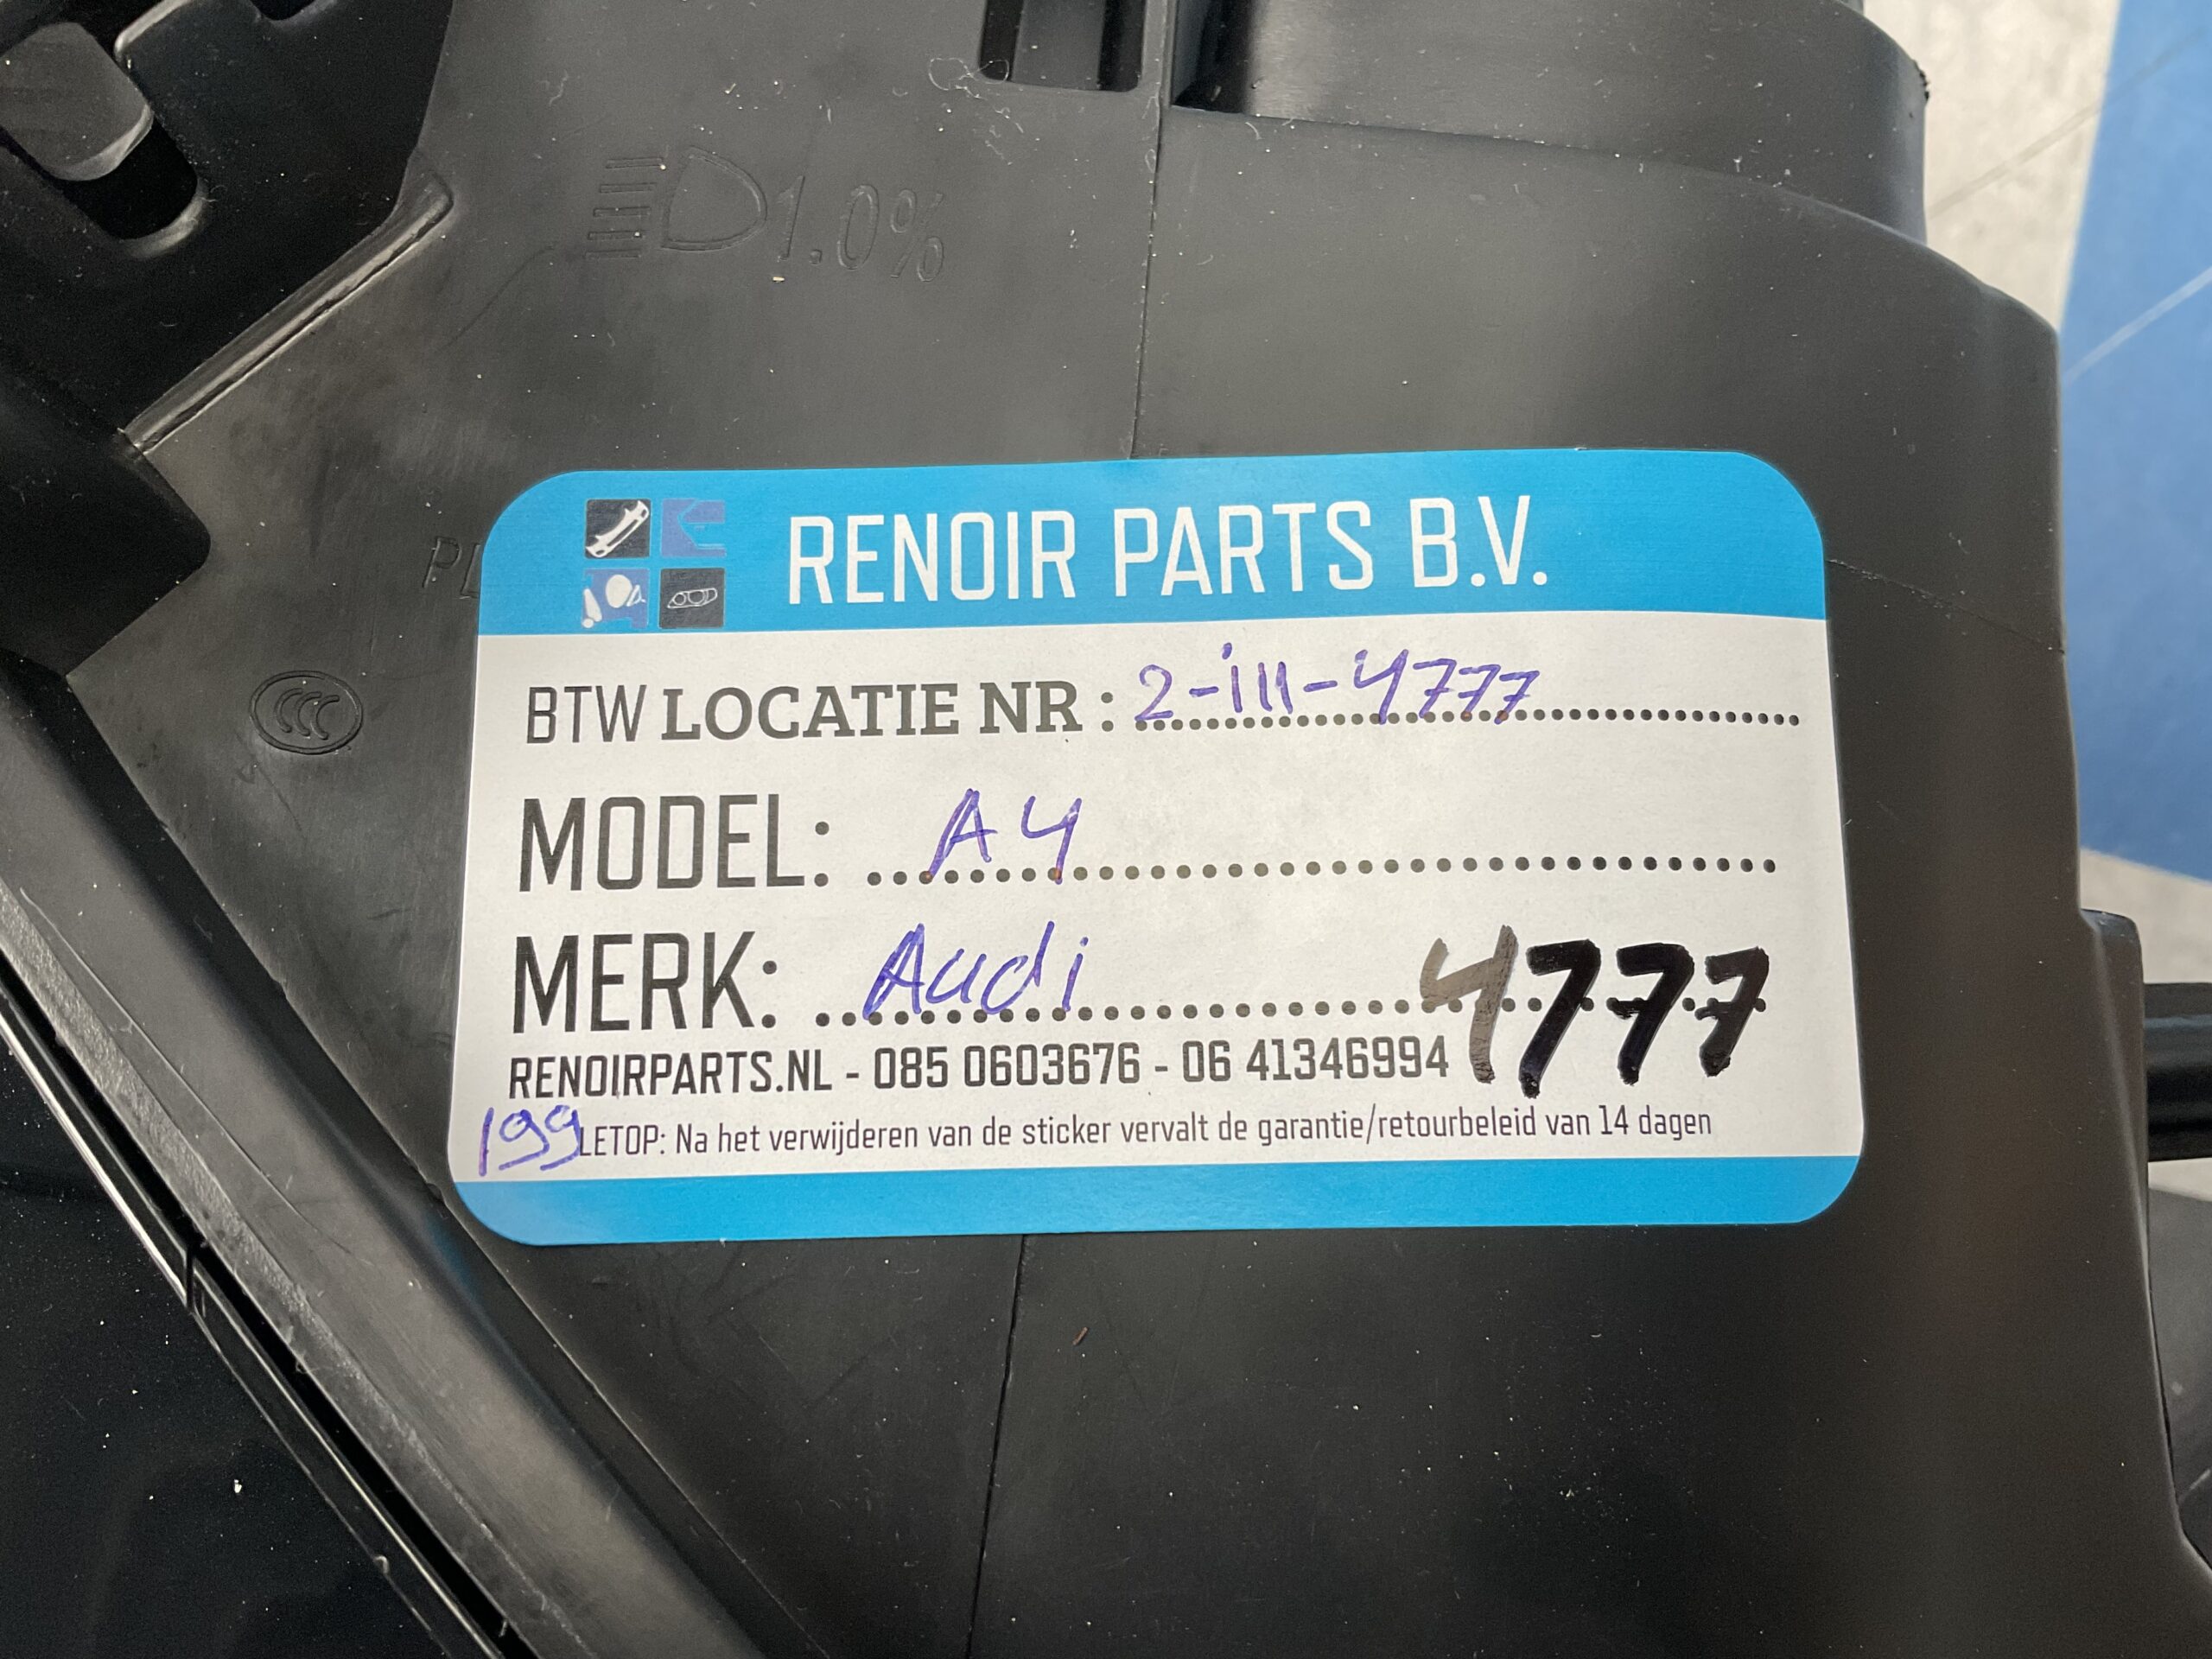 1.0%
RENOIR PARTS B.V.
BTW LOCATIE NR : 2-i11-4777
MODEL: A4
MERK: Audi
4777
RENOIRPARTS.NL - 085 0603676 - 06 41346994
199
LETOP: Na het verwijderen van de sticker vervalt de garantie/retourbeleid van 14 dagen